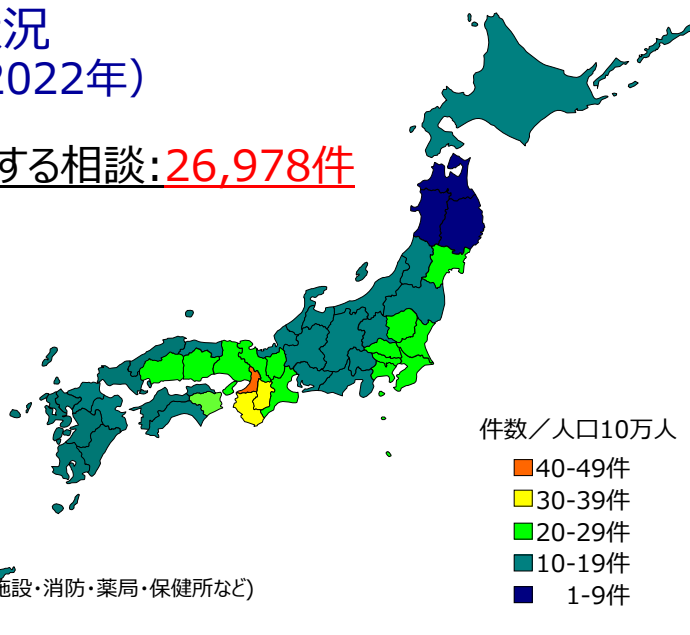 況
2022年）
する相談：26,978件
件数／人口10万人
40-49件
30-39件
20-29件
10-19件
1-9件
施設・消防・薬局・保健所など)